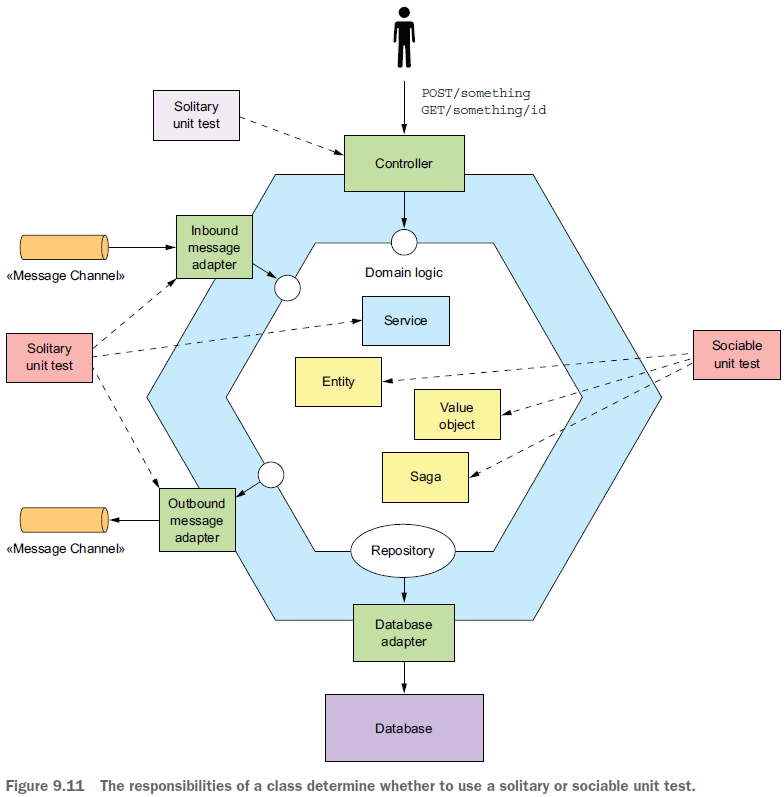 POST/something
GET/something/id
Solitary
unit test
Controller
Inbound
message
adapter
«Message Channel»
Domain logic
Service
Solitary
unit test
Sociable
unit test
Entity
Value
object
Saga
Outbound
message
adapter
«Message Channel»
Repository
Database
adapter
Database
Figure 9.11 The responsibilities of a class determine whether to use a solitary or sociable unit test.